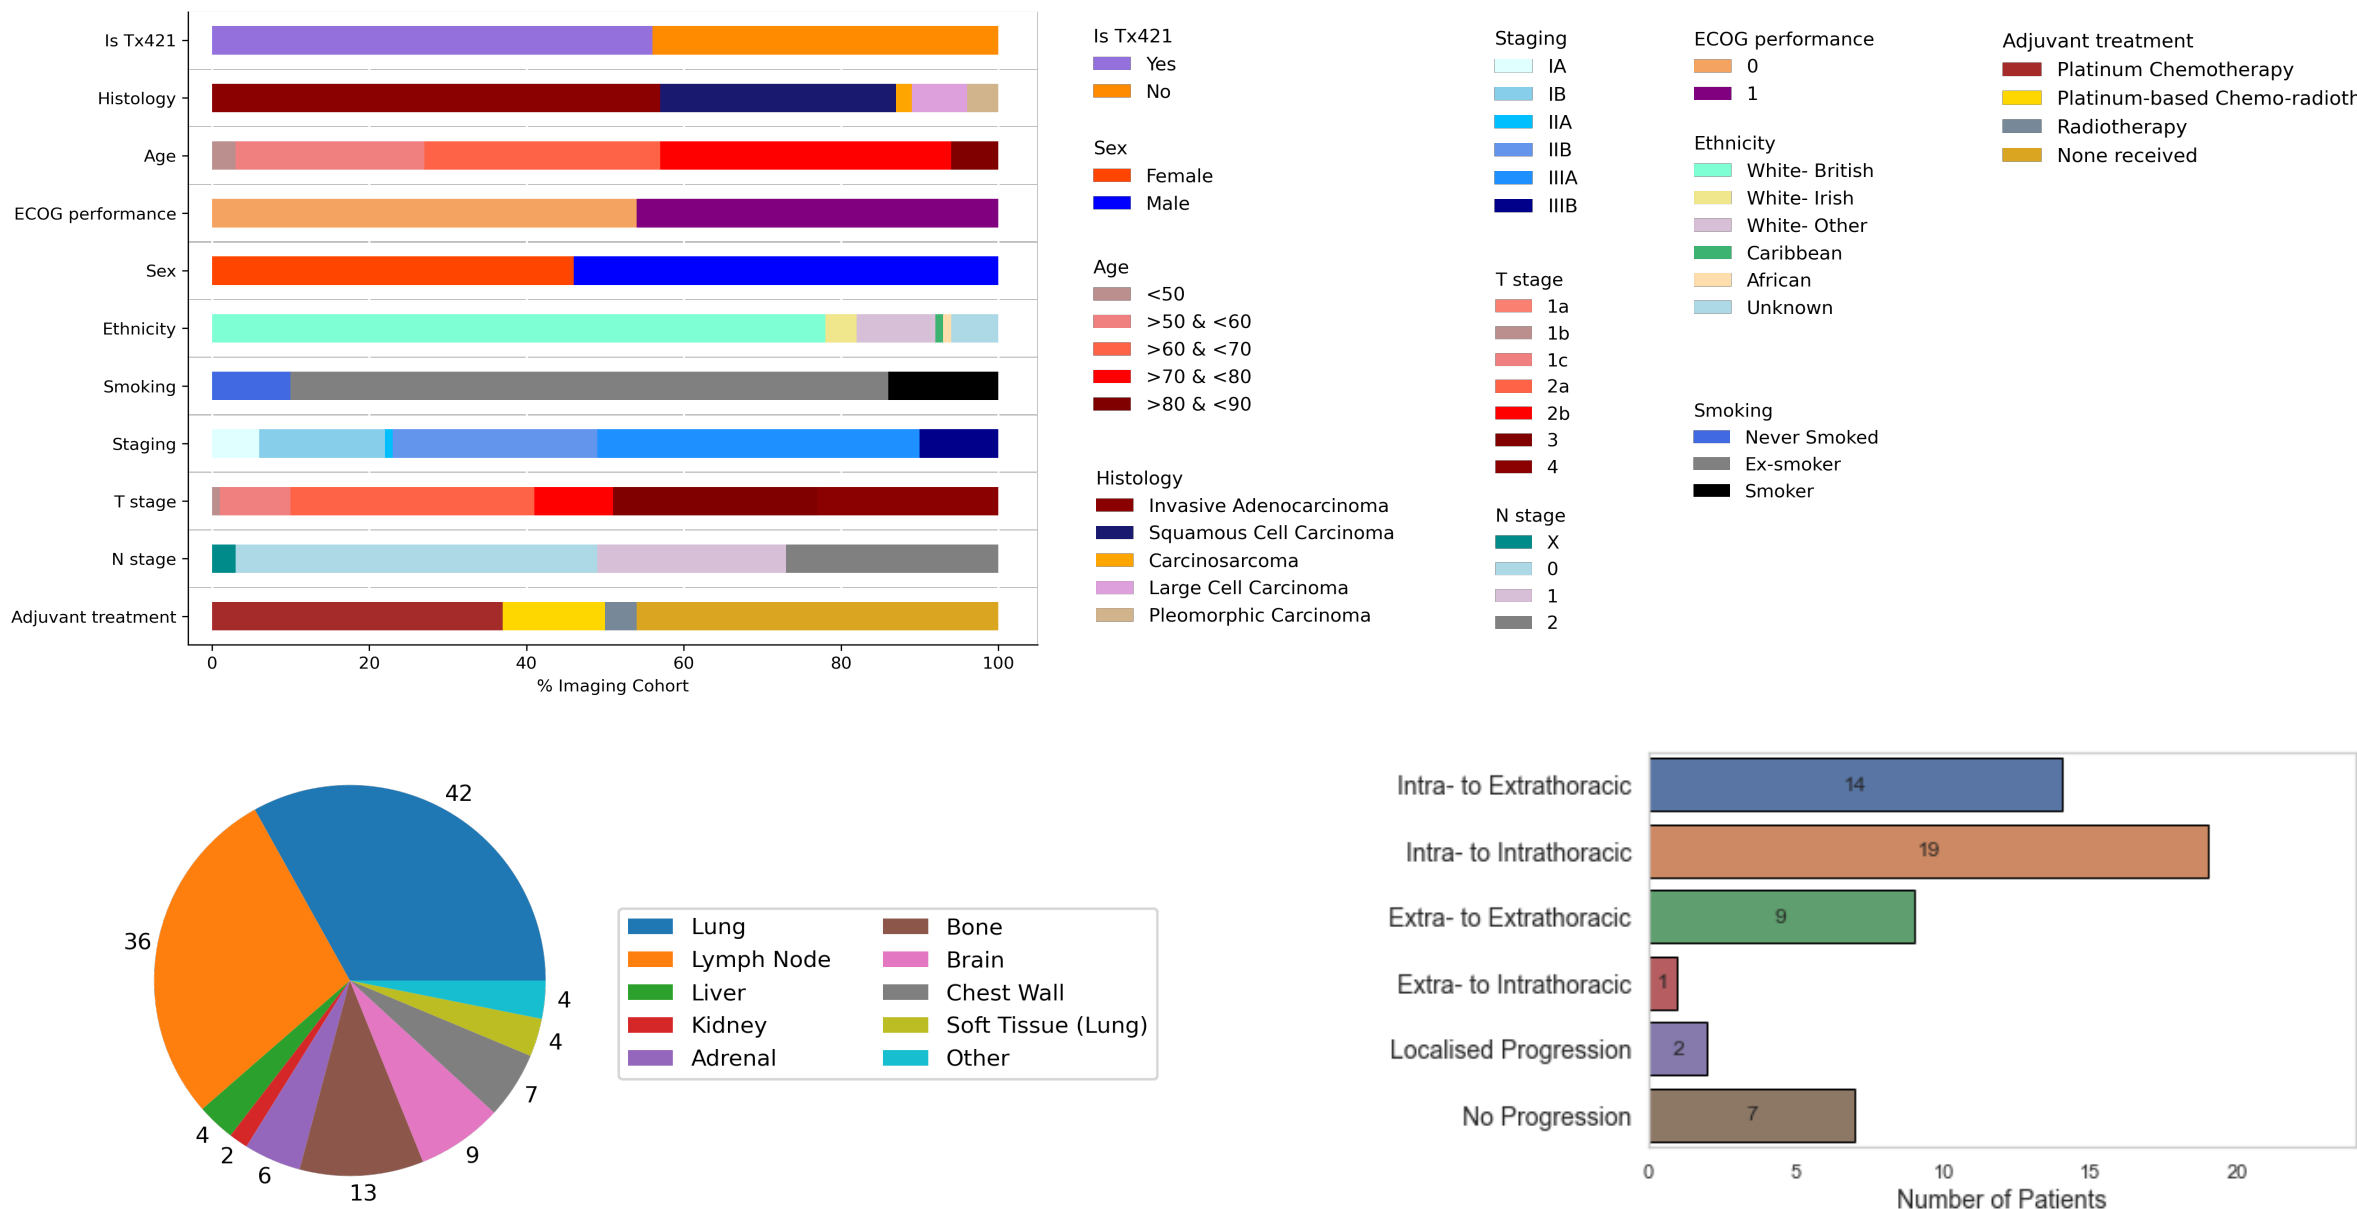 Is Tx421
Histology
Age
ECOG performance
Sex
Ethnicity
Smoking
Staging
T stage
N stage
Adjuvant treatment
0 20 40 60 80 100
% Imaging Cohort
Is Tx421
Yes
No
Sex
Female
Male
Age
<50
>50 & <60
>60 & <70
>70 & <80
>80 & <90
Histology
Invasive Adenocarcinoma
Squamous Cell Carcinoma
Carcinosarcoma
Large Cell Carcinoma
Pleomorphic Carcinoma
Staging
IA
IB
IIA
IIB
IIIA
IIIB
T stage
1a
1b
1c
2a
2b
3
4
N stage
X
0
1
2
ECOG performance
0
1
Ethnicity
White- British
White- Irish
White- Other
Caribbean
African
Unknown
Smoking
Never Smoked
Ex-smoker
Smoker
Adjuvant treatment
Platinum Chemotherapy
Platinum-based Chemo-radioth
Radiotherapy
None received
42
36
4
2
6
13
9
7
4
4
Lung
Lymph Node
Liver
Kidney
Adrenal
Bone
Brain
Chest Wall
Soft Tissue (Lung)
Other
Intra- to Extrathoracic 14
Intra- to Intrathoracic 19
Extra- to Extrathoracic 9
Extra- to Intrathoracic 1
Localised Progression 2
No Progression 7
0 5 10 15 20
Number of Patients